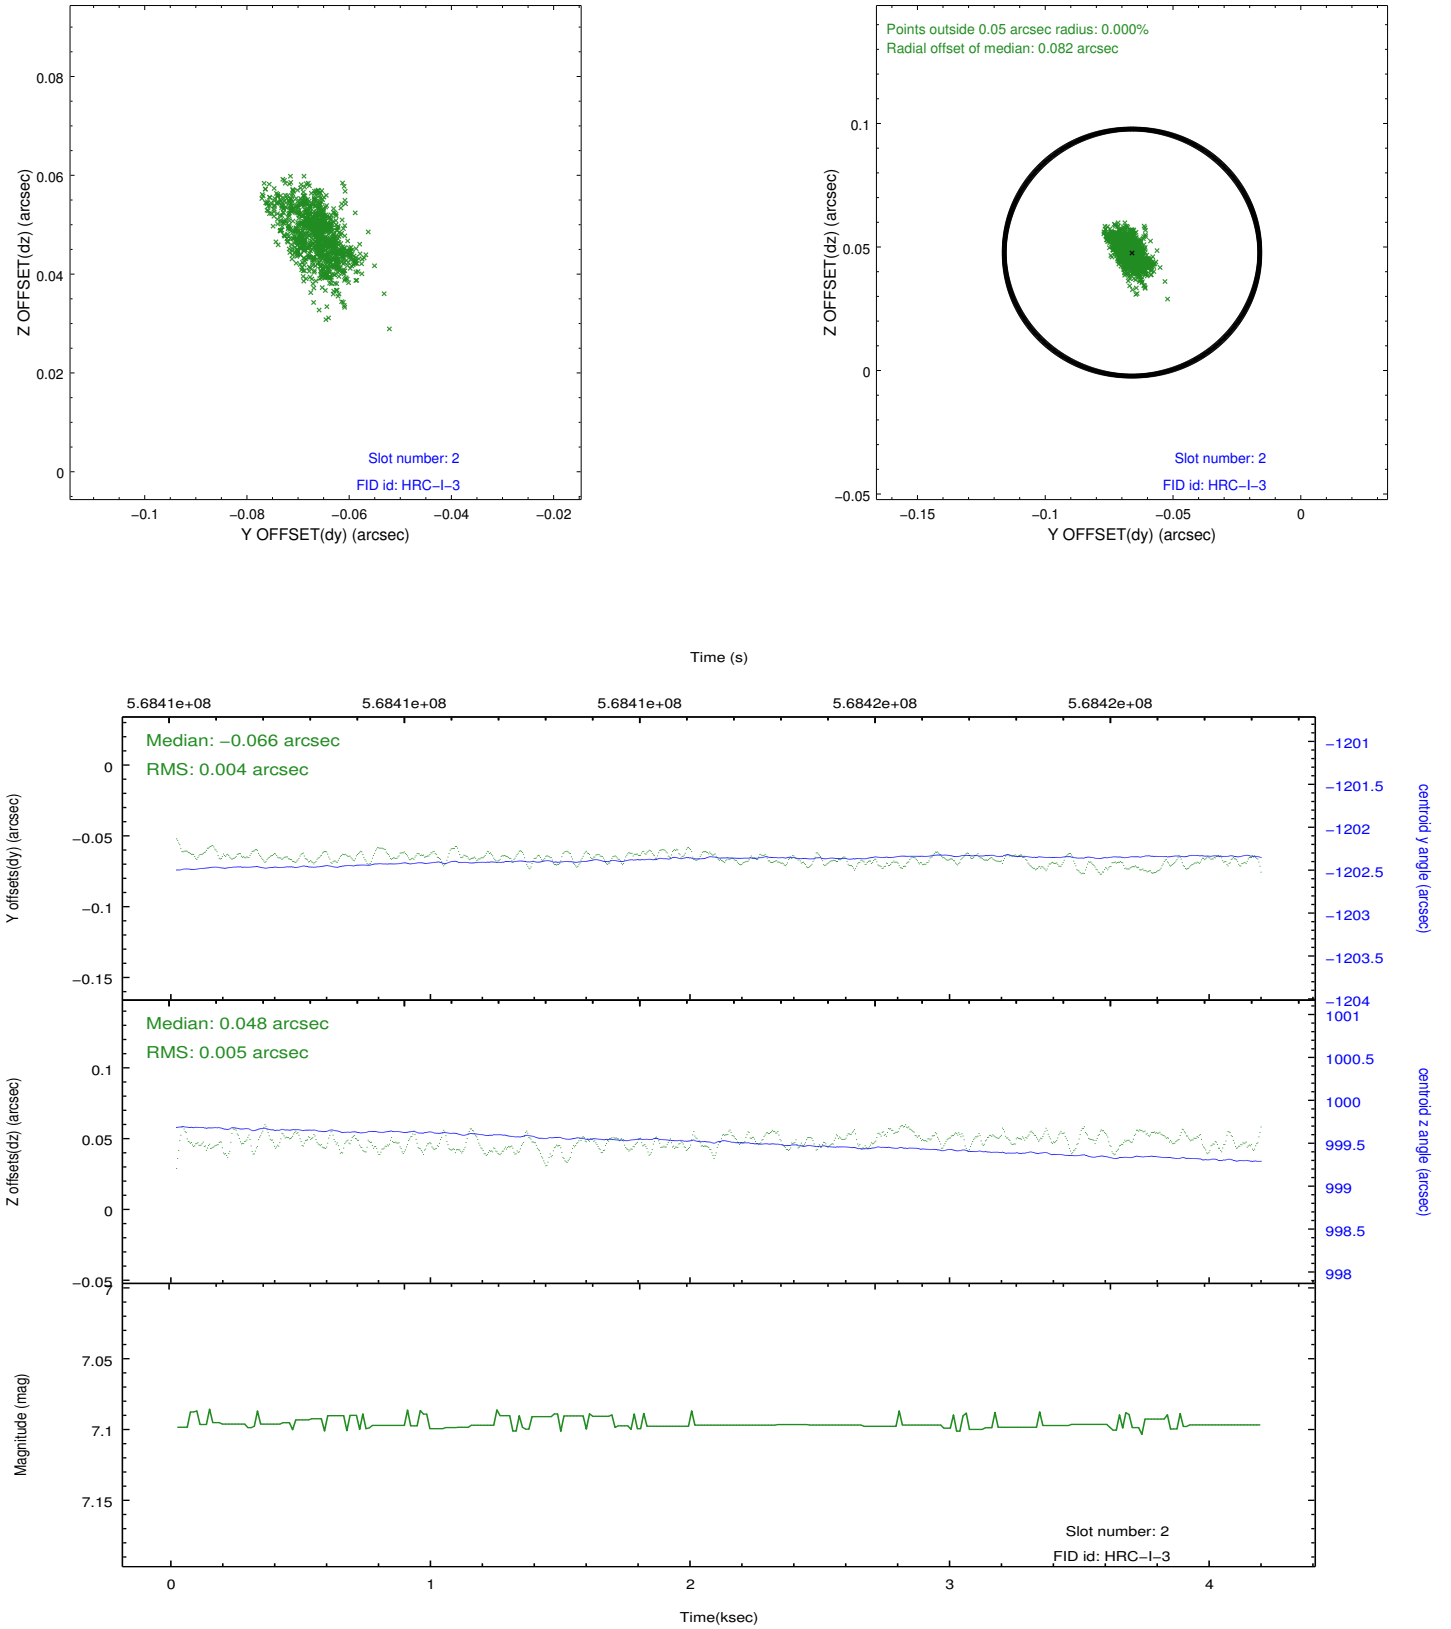 0.08
0.06
0.04
0.02
0
Z OFFSET(dz) (arcsec)
Slot number: 2
FID id: HRC−I−3
−0.1
−0.08
−0.06
−0.04
−0.02
Y OFFSET(dy) (arcsec)
Points outside 0.05 arcsec radius: 0.000%
Radial offset of median: 0.082 arcsec
0.1
0.05
0
−0.05
Z OFFSET(dz) (arcsec)
Slot number: 2
FID id: HRC−I−3
−0.15
−0.1
−0.05
0
Y OFFSET(dy) (arcsec)
Time (s)
5.6841e+08
5.6841e+08
5.6841e+08
5.6842e+08
5.6842e+08
Median: −0.066 arcsec
RMS: 0.004 arcsec
0
−0.05
−0.1
−0.15
Y offsets(dy) (arcsec)
−1201
−1201.5
−1202
−1202.5
−1203
−1203.5
−1204
centroid y angle (arcsec)
Median: 0.048 arcsec
RMS: 0.005 arcsec
0.1
0.05
0
−0.05
Z offsets(dz) (arcsec)
1001
1000.5
1000
999.5
999
998.5
998
centroid z angle (arcsec)
7
7.05
7.1
7.15
Magnitude (mag)
Slot number: 2
FID id: HRC−I−3
0
1
2
3
4
Time(ksec)